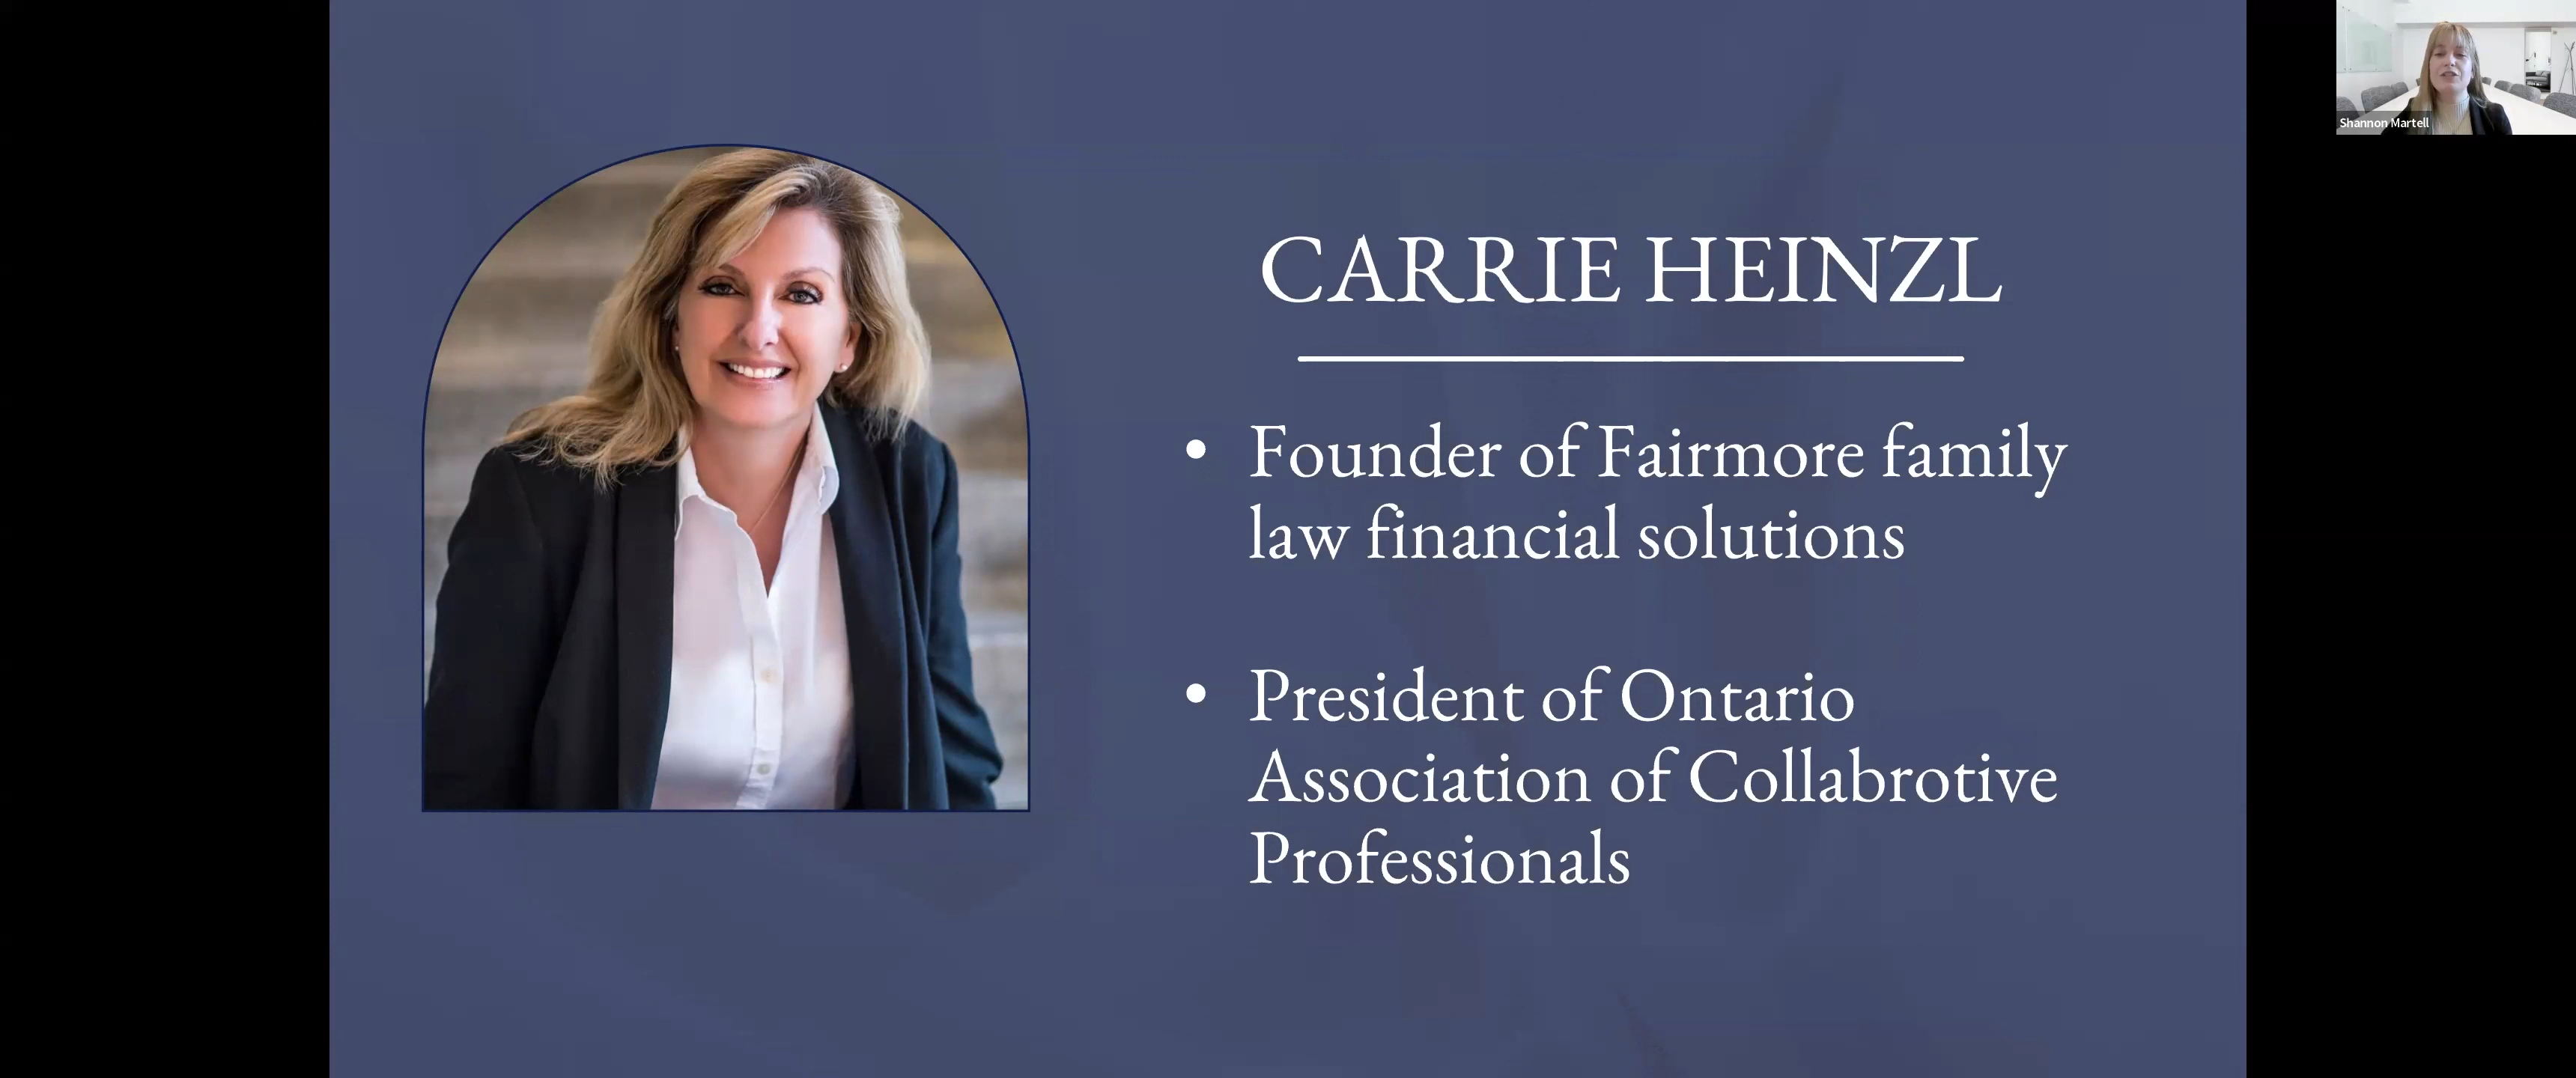 CARRIE HEINZL
• Founder of Fairmore family
law financial solutions
• President of Ontario
Association of Collabrotive
Professionals
Shannon Martell